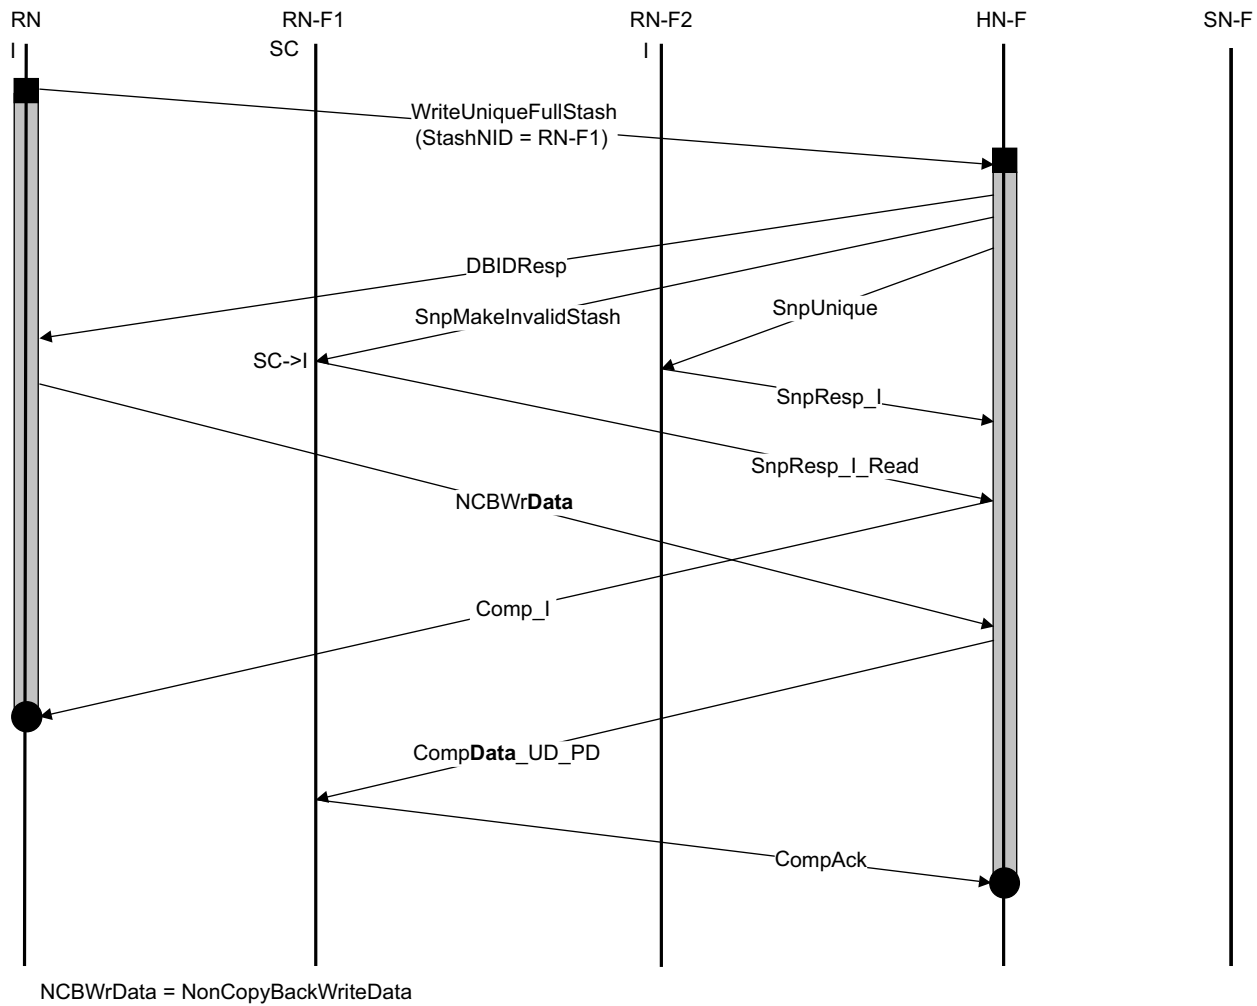 RN RN-F1 RN-F2 HN-F SN-F
I SC I
WriteUniqueFullStash
(StashNID = RN-F1)
DBIDResp
SnpUnique
SnpMakeInvalidStash
SC->I
SnpResp_I
SnpResp_I_Read
NCBWrData
Comp_I
CompData_UD_PD
CompAck
NCBWrData = NonCopyBackWriteData